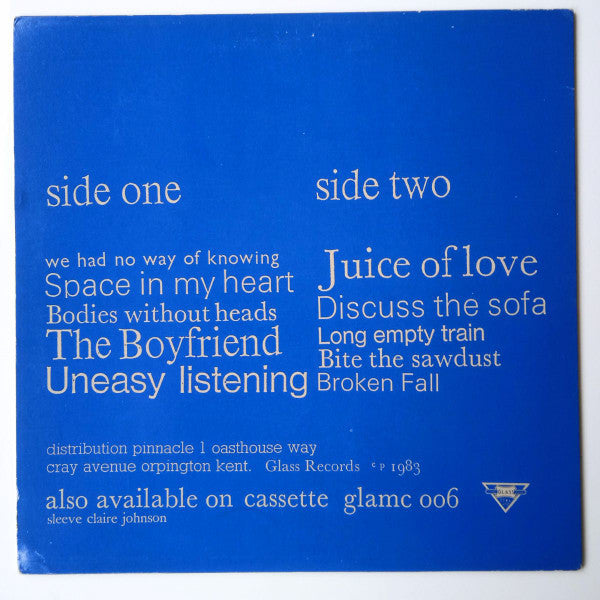 side one
we had no way of knowing
Space in my heart
Bodies without heads
The Boyfriend
Uneasy listening
side two
Juice of love
Discuss the sofa
Long empty train
Bite the sawdust
Broken Fall
distribution pinnacle 1 oasthouse way
cray avenue orpington kent. Glass Records c p 1983
also available on cassette glamc 006
sleeve claire johnson
GLASS